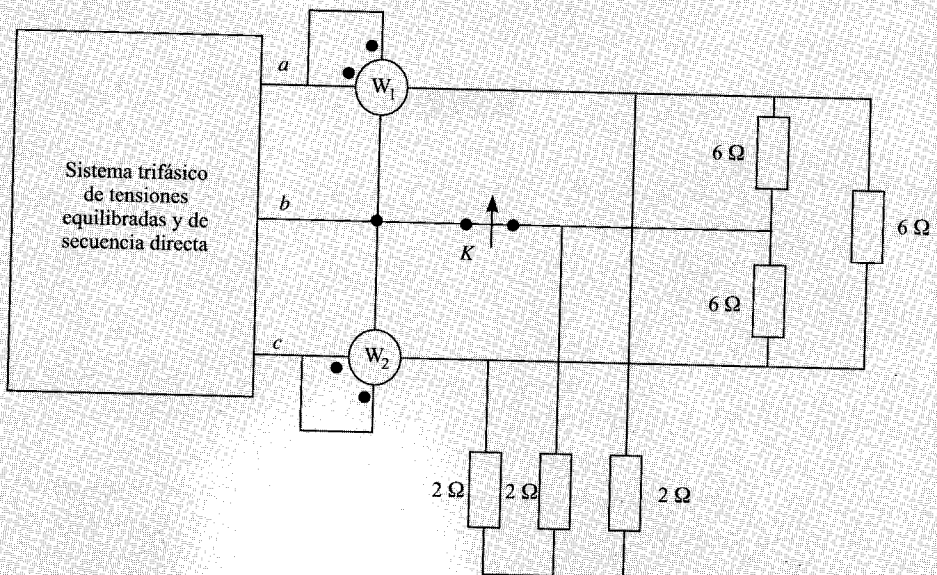 a
W1
6 Ω
Sistema trifásico
de tensiones
equilibradas y de
secuencia directa
b
K
6 Ω
6 Ω
c
W2
2 Ω
2 Ω
2 Ω